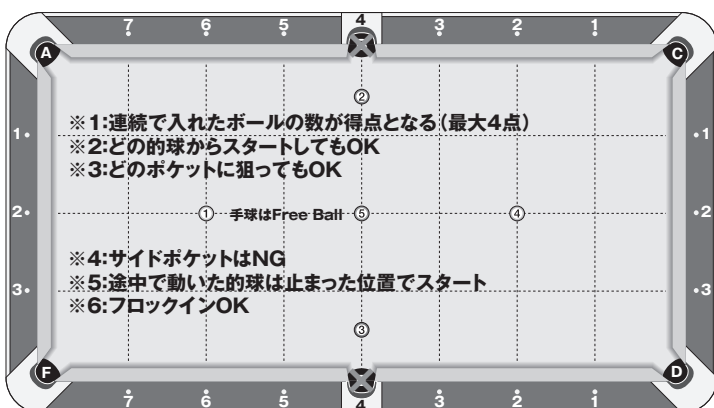 7 6 5 4 3 2 1
A C
②
※1:連続で入れたボールの数が得点となる(最大4点)
1 1
※2:どの的球からスタートしてもOK
※3:どのポケットに狙ってもOK
2 ① 手球はFree Ball ⑤ ④ 2
※4:サイドポケットはNG
※5:途中で動いた的球は止まった位置でスタート
3 3
※6:フロックインOK
③
F D
7 6 5 4 3 2 1